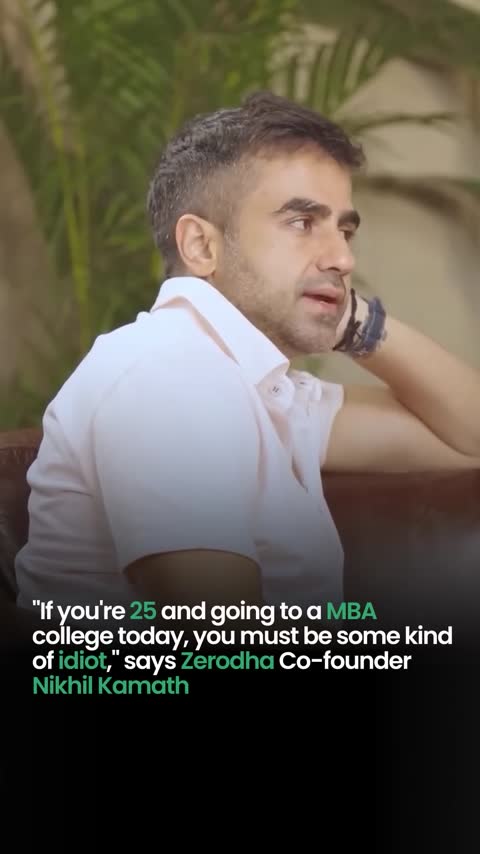 "If you're 25 and going to a MBA
college today, you must be some kind
of idiot," says Zerodha Co-founder
Nikhil Kamath